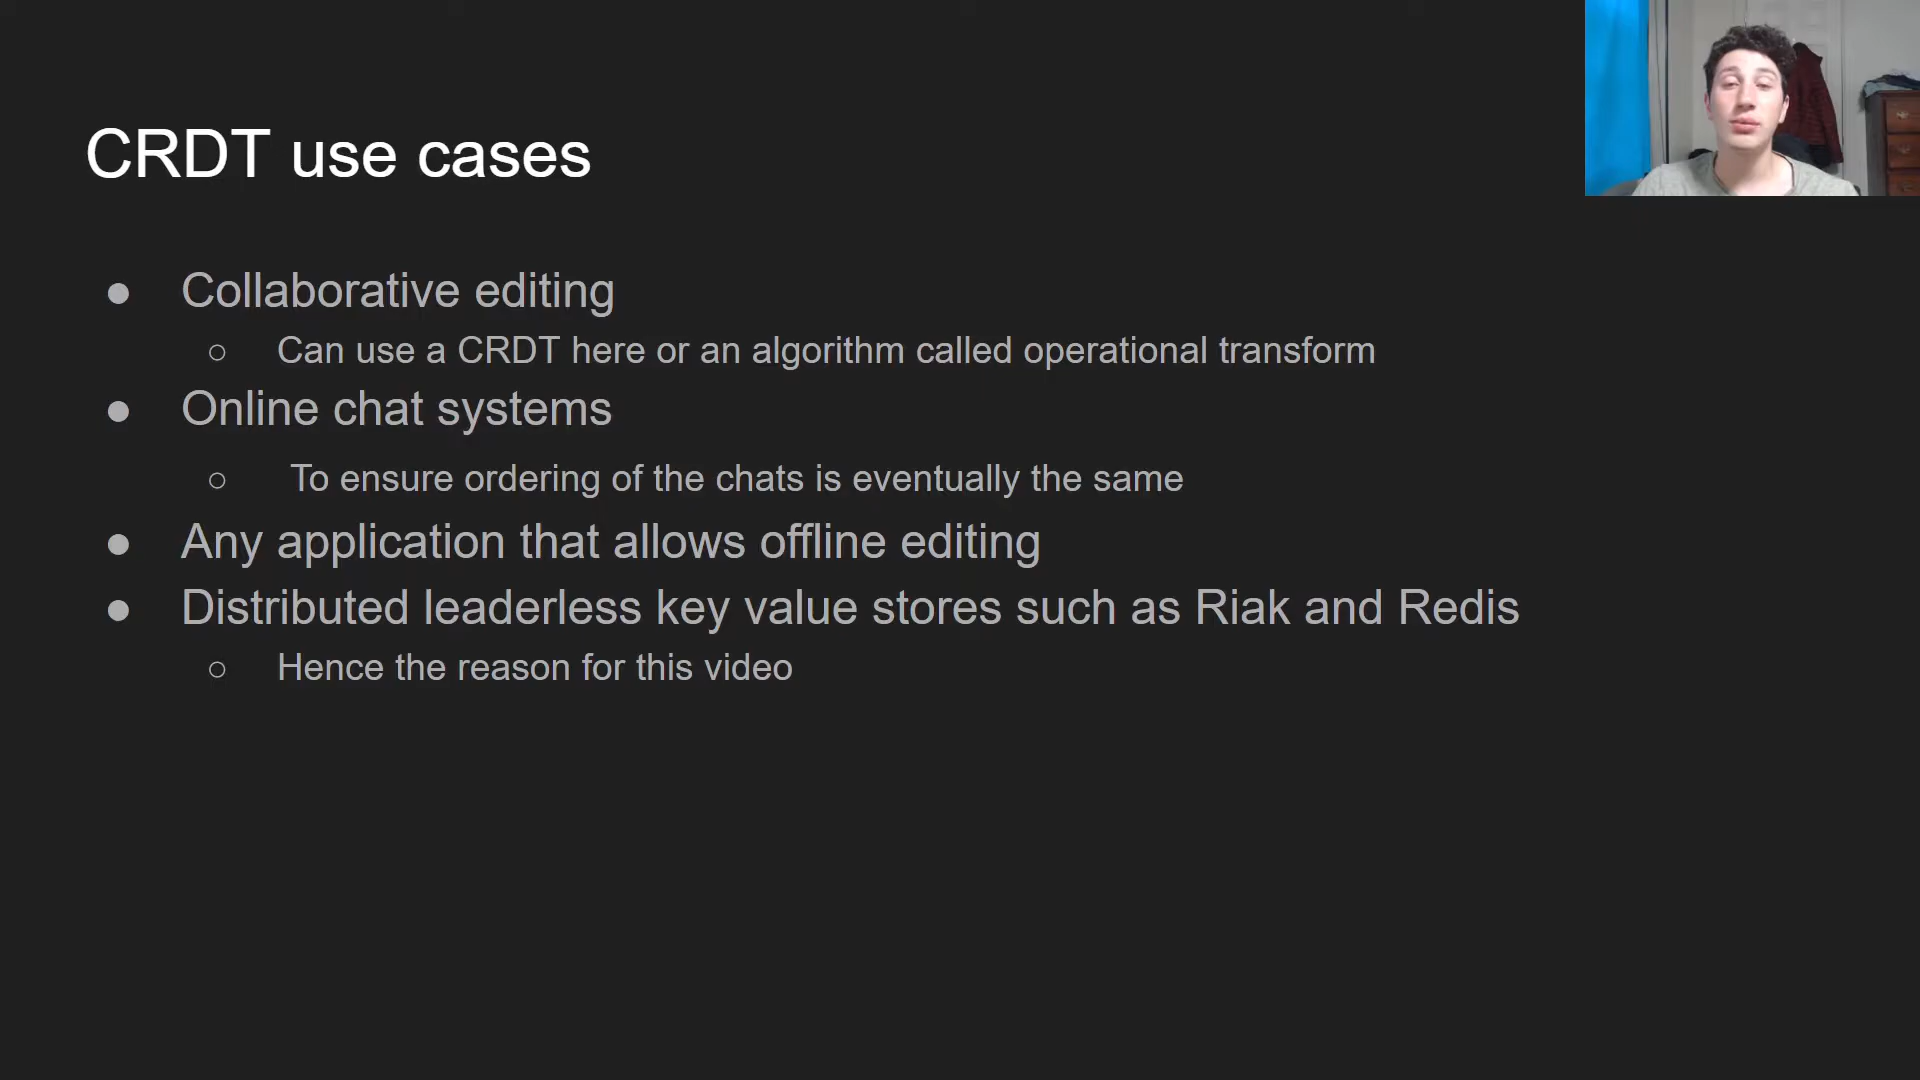 CRDT use cases
● Collaborative editing
○ Can use a CRDT here or an algorithm called operational transform
● Online chat systems
○ To ensure ordering of the chats is eventually the same
● Any application that allows offline editing
● Distributed leaderless key value stores such as Riak and Redis
○ Hence the reason for this video